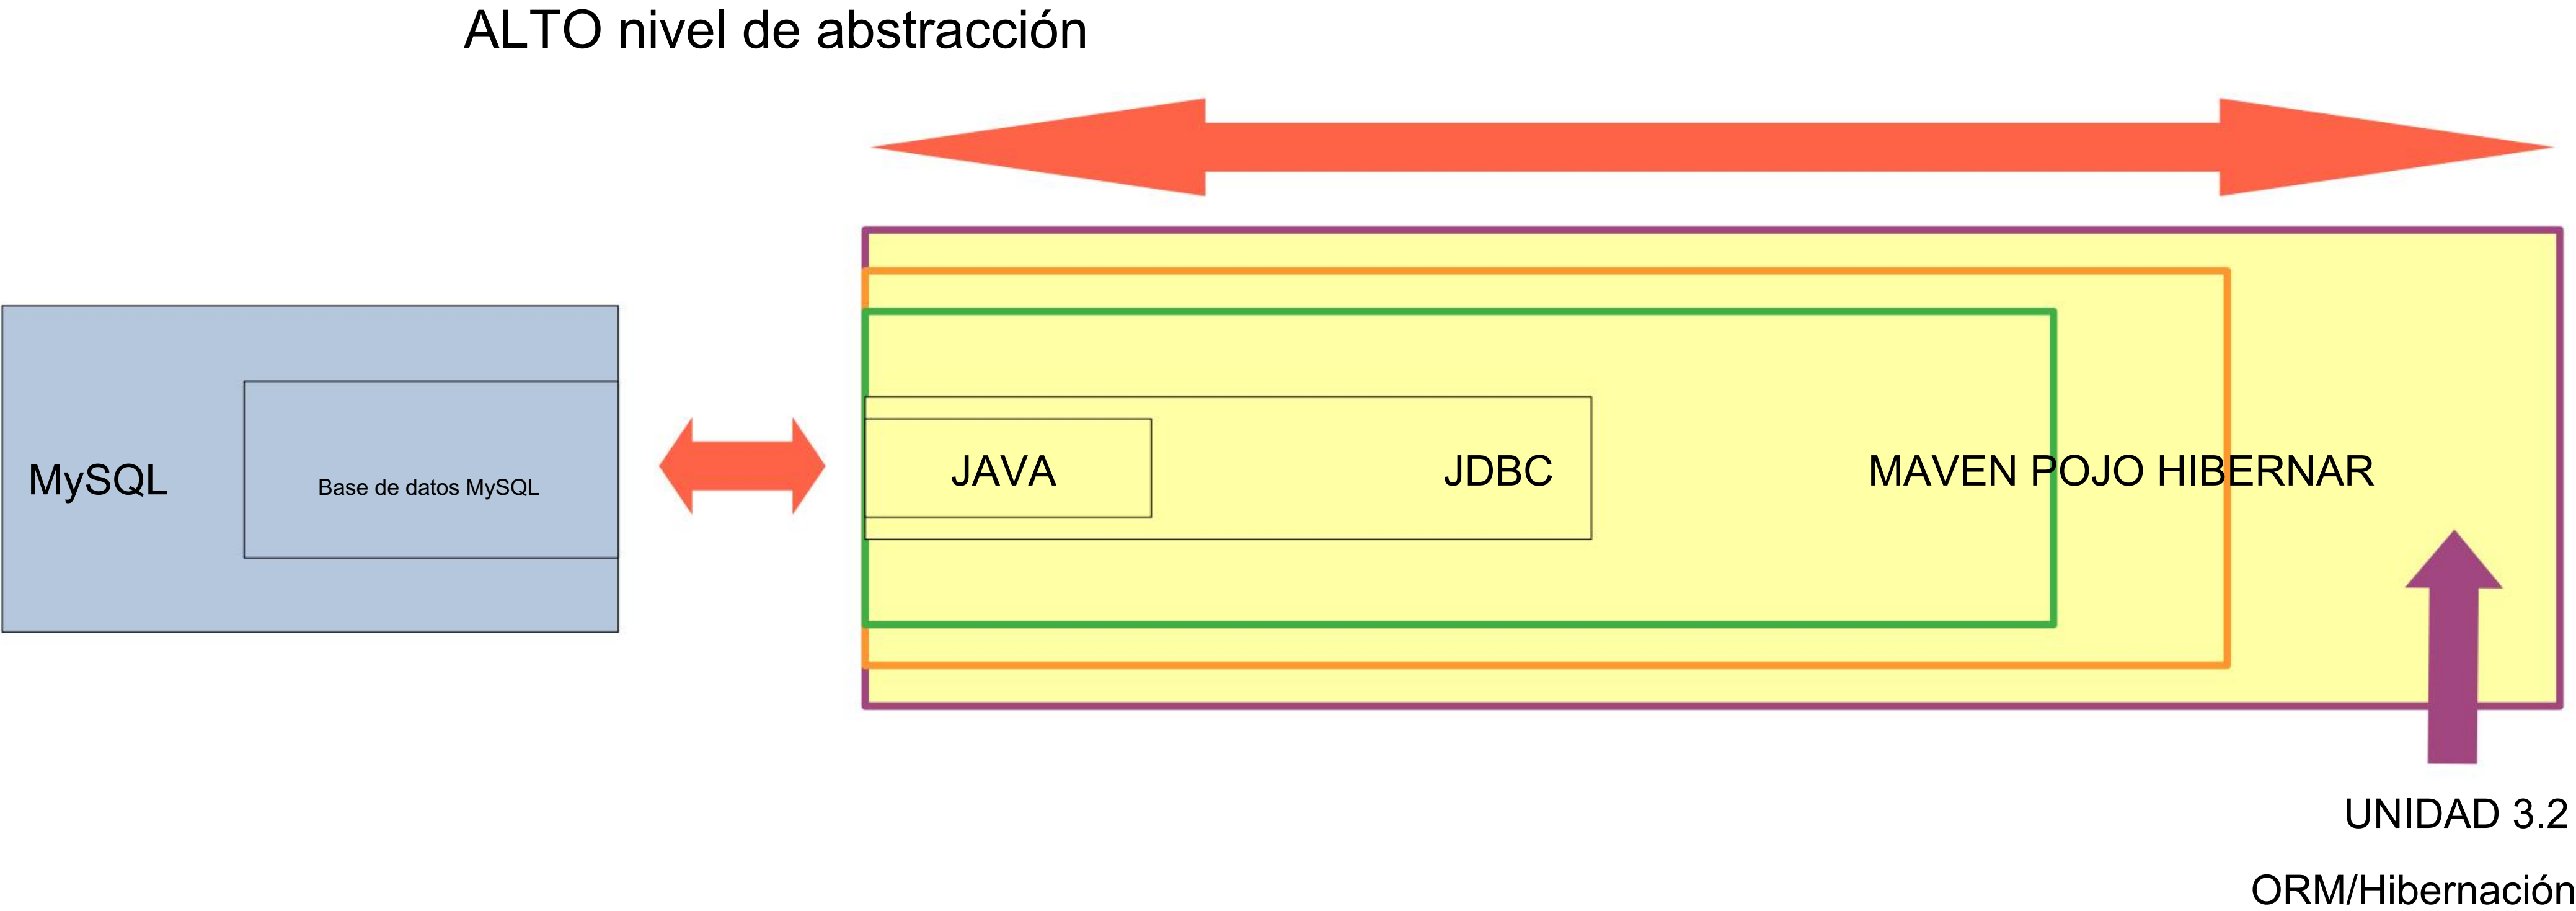 ALTO nivel de abstracción
MySQL
Base de datos MySQL
JAVA
JDBC
MAVEN POJO HIBERNAR
UNIDAD 3.2
ORM/Hibernación